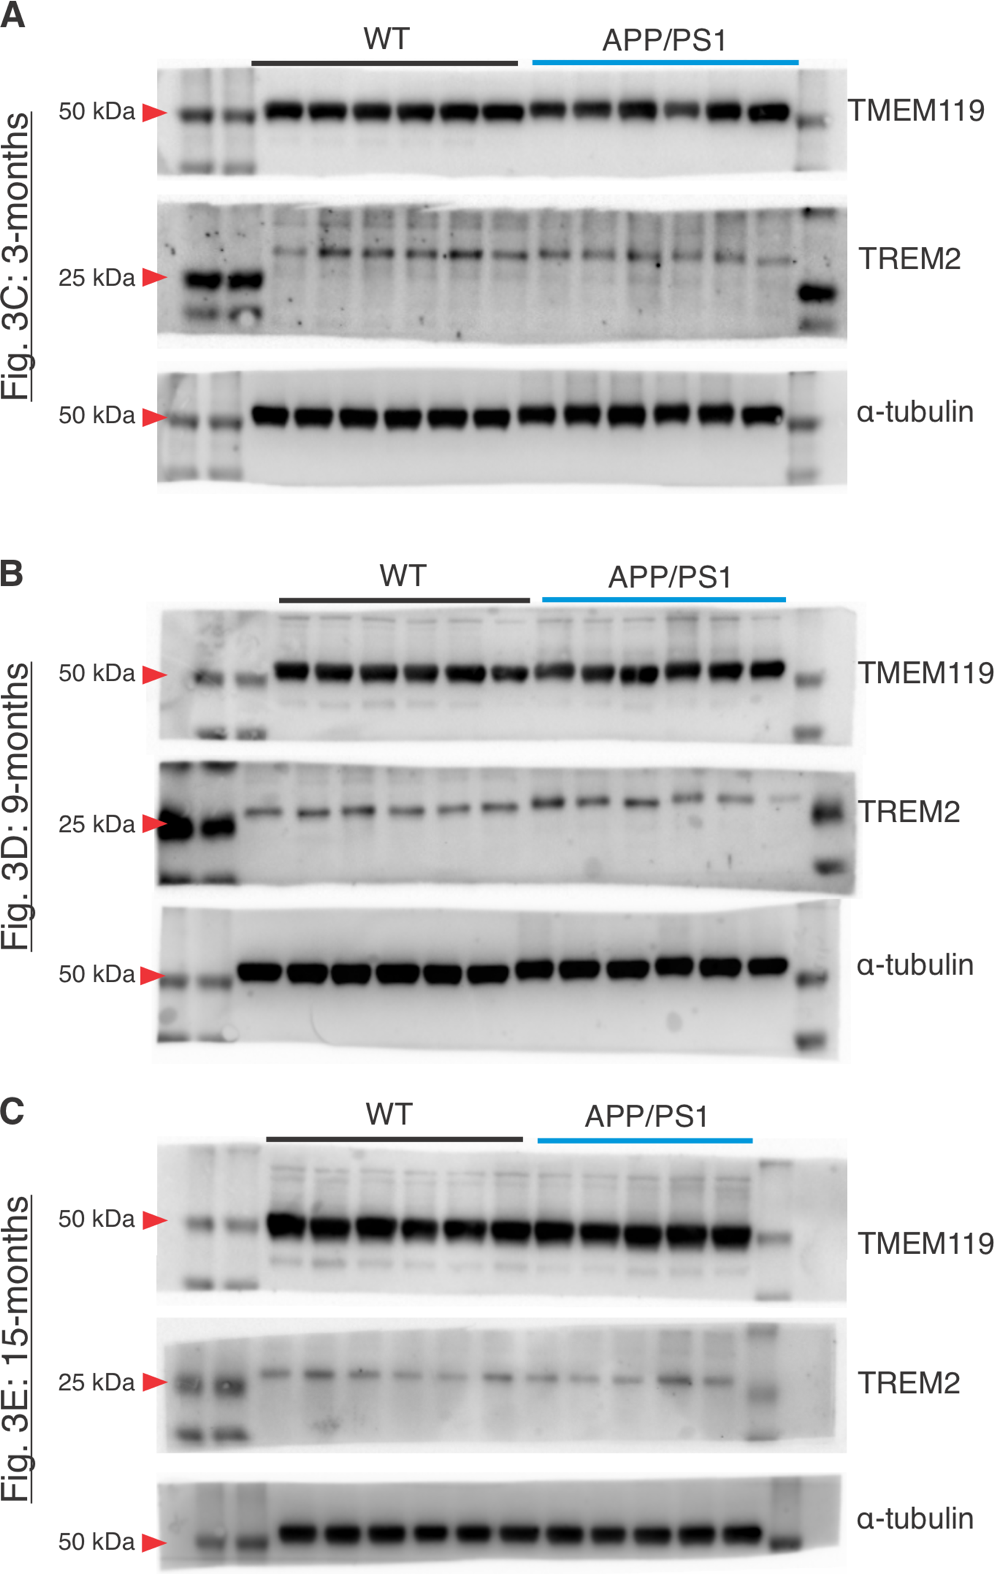 A
WT APP/PS1
Fig. 3C: 3-months
50 kDa TMEM119
25 kDa TREM2
50 kDa α-tubulin
B
WT APP/PS1
Fig. 3D: 9-months
50 kDa TMEM119
25 kDa TREM2
50 kDa α-tubulin
C
WT APP/PS1
Fig. 3E: 15-months
50 kDa TMEM119
25 kDa TREM2
50 kDa α-tubulin